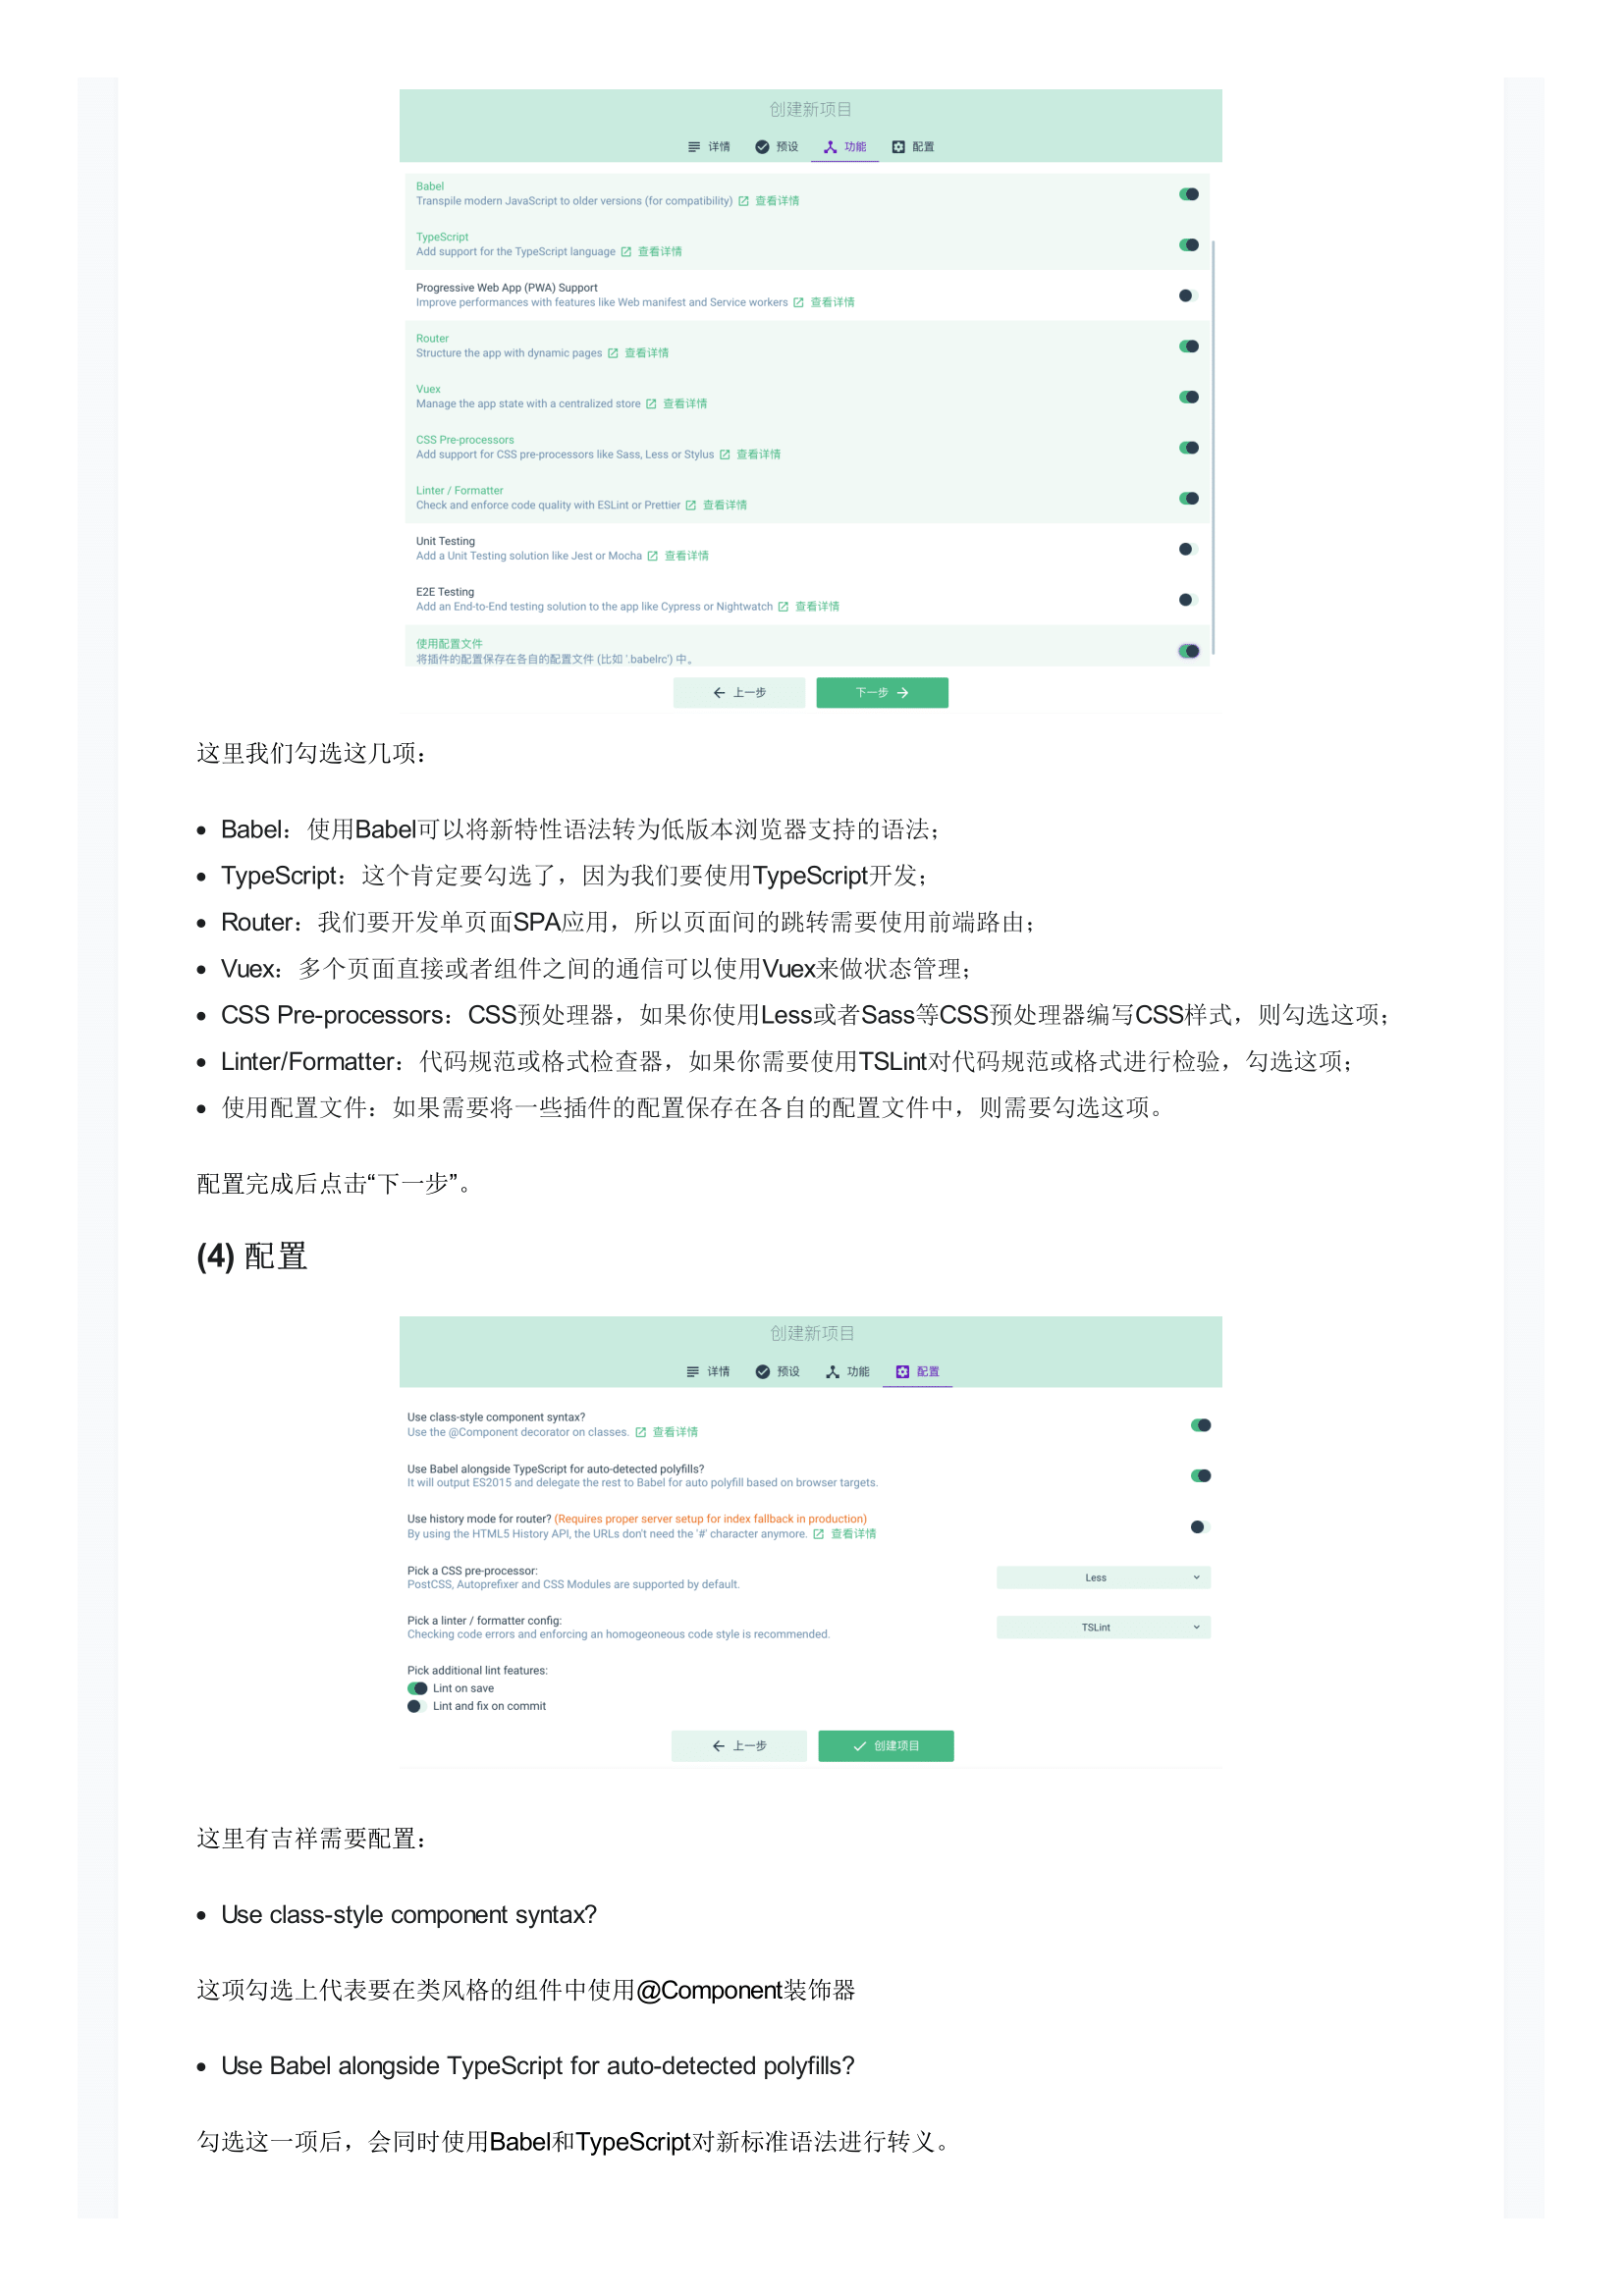 创建新项目
详情 预设 功能 配置
Babel
Transpile modern JavaScript to older versions (for compatibility) 查看详情
TypeScript
Add support for the TypeScript language 查看详情
Progressive Web App (PWA) Support
Improve performances with features like Web manifest and Service workers 查看详情
Router
Structure the app with dynamic pages 查看详情
Vuex
Manage the app state with a centralized store 查看详情
CSS Pre-processors
Add support for CSS pre-processors like Sass, Less or Stylus 查看详情
Linter / Formatter
Check and enforce code quality with ESLint or Prettier 查看详情
Unit Testing
Add a Unit Testing solution like Jest or Mocha 查看详情
E2E Testing
Add an End-to-End testing solution to the app like Cypress or Nightwatch 查看详情
使用配置文件
将插件的配置保存在各自的配置文件 (比如 '.babelrc') 中。
上一步 下一步
这里我们勾选这几项：
Babel：使用Babel可以将新特性语法转为低版本浏览器支持的语法；
TypeScript：这个肯定要勾选了，因为我们要使用TypeScript开发；
Router：我们要开发单页面SPA应用，所以页面间的跳转需要使用前端路由；
Vuex：多个页面直接或者组件之间的通信可以使用Vuex来做状态管理；
CSS Pre-processors：CSS预处理器，如果你使用Less或者Sass等CSS预处理器编写CSS样式，则勾选这项；
Linter/Formatter：代码规范或格式检查器，如果你需要使用TSLint对代码规范或格式进行检验，勾选这项；
使用配置文件：如果需要将一些插件的配置保存在各自的配置文件中，则需要勾选这项。
配置完成后点击“下一步”。
(4) 配置
创建新项目
详情 预设 功能 配置
Use class-style component syntax?
Use the @Component decorator on classes. 查看详情
Use Babel alongside TypeScript for auto-detected polyfills?
It will output ES2015 and delegate the rest to Babel for auto polyfill based on browser targets.
Use history mode for router? (Requires proper server setup for index fallback in production)
By using the HTML5 History API, the URLs don't need the '#' character anymore. 查看详情
Pick a CSS pre-processor:
PostCSS, Autoprefixer and CSS Modules are supported by default.
Less
Pick a linter / formatter config:
Checking code errors and enforcing an homogeoneous code style is recommended.
TSLint
Pick additional lint features:
Lint on save
Lint and fix on commit
上一步 创建项目
这里有吉祥需要配置：
Use class-style component syntax?
这项勾选上代表要在类风格的组件中使用@Component装饰器
Use Babel alongside TypeScript for auto-detected polyfills?
勾选这一项后，会同时使用Babel和TypeScript对新标准语法进行转义。